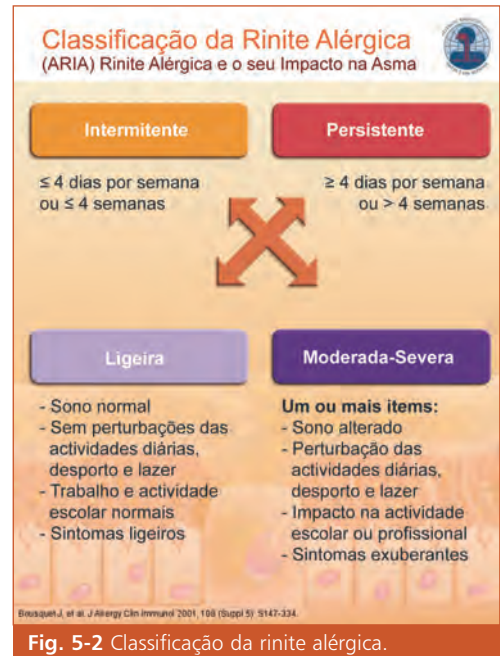 Classificação da Rinite Alérgica
(ARIA) Rinite Alérgica e o seu Impacto na Asma
Intermitente
Persistente
≤ 4 dias por semana
ou ≤ 4 semanas
≥ 4 dias por semana
ou > 4 semanas
Ligeira
Moderada-Severa
- Sono normal
- Sem perturbações das
actividades diárias,
desporto e lazer
- Trabalho e actividade
escolar normais
- Sintomas ligeiros
Um ou mais items:
- Sono alterado
- Perturbação das
actividades diárias,
desporto e lazer
- Impacto na actividade
escolar ou profissional
- Sintomas exuberantes
Bousquet J, et al. J Allergy Clin Immunol 2001, 108 (Suppl 5): S147-334.
Fig. 5-2 Classificação da rinite alérgica.